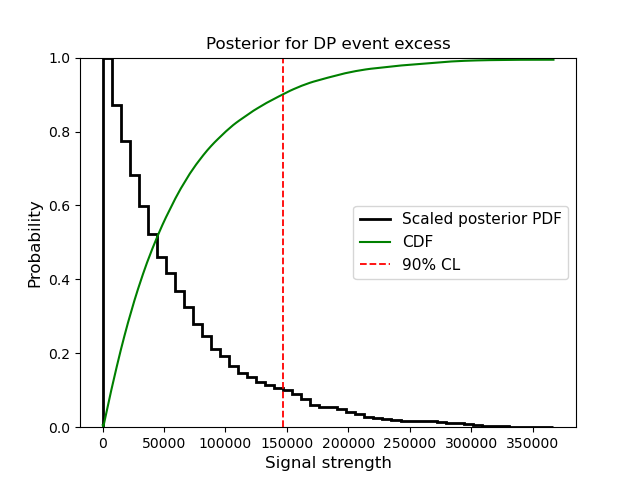 Posterior for DP event excess
Probability
1.0
0.8
0.6
0.4
0.2
0.0
Scaled posterior PDF
CDF
90% CL
0 50000 100000 150000 200000 250000 300000 350000
Signal strength